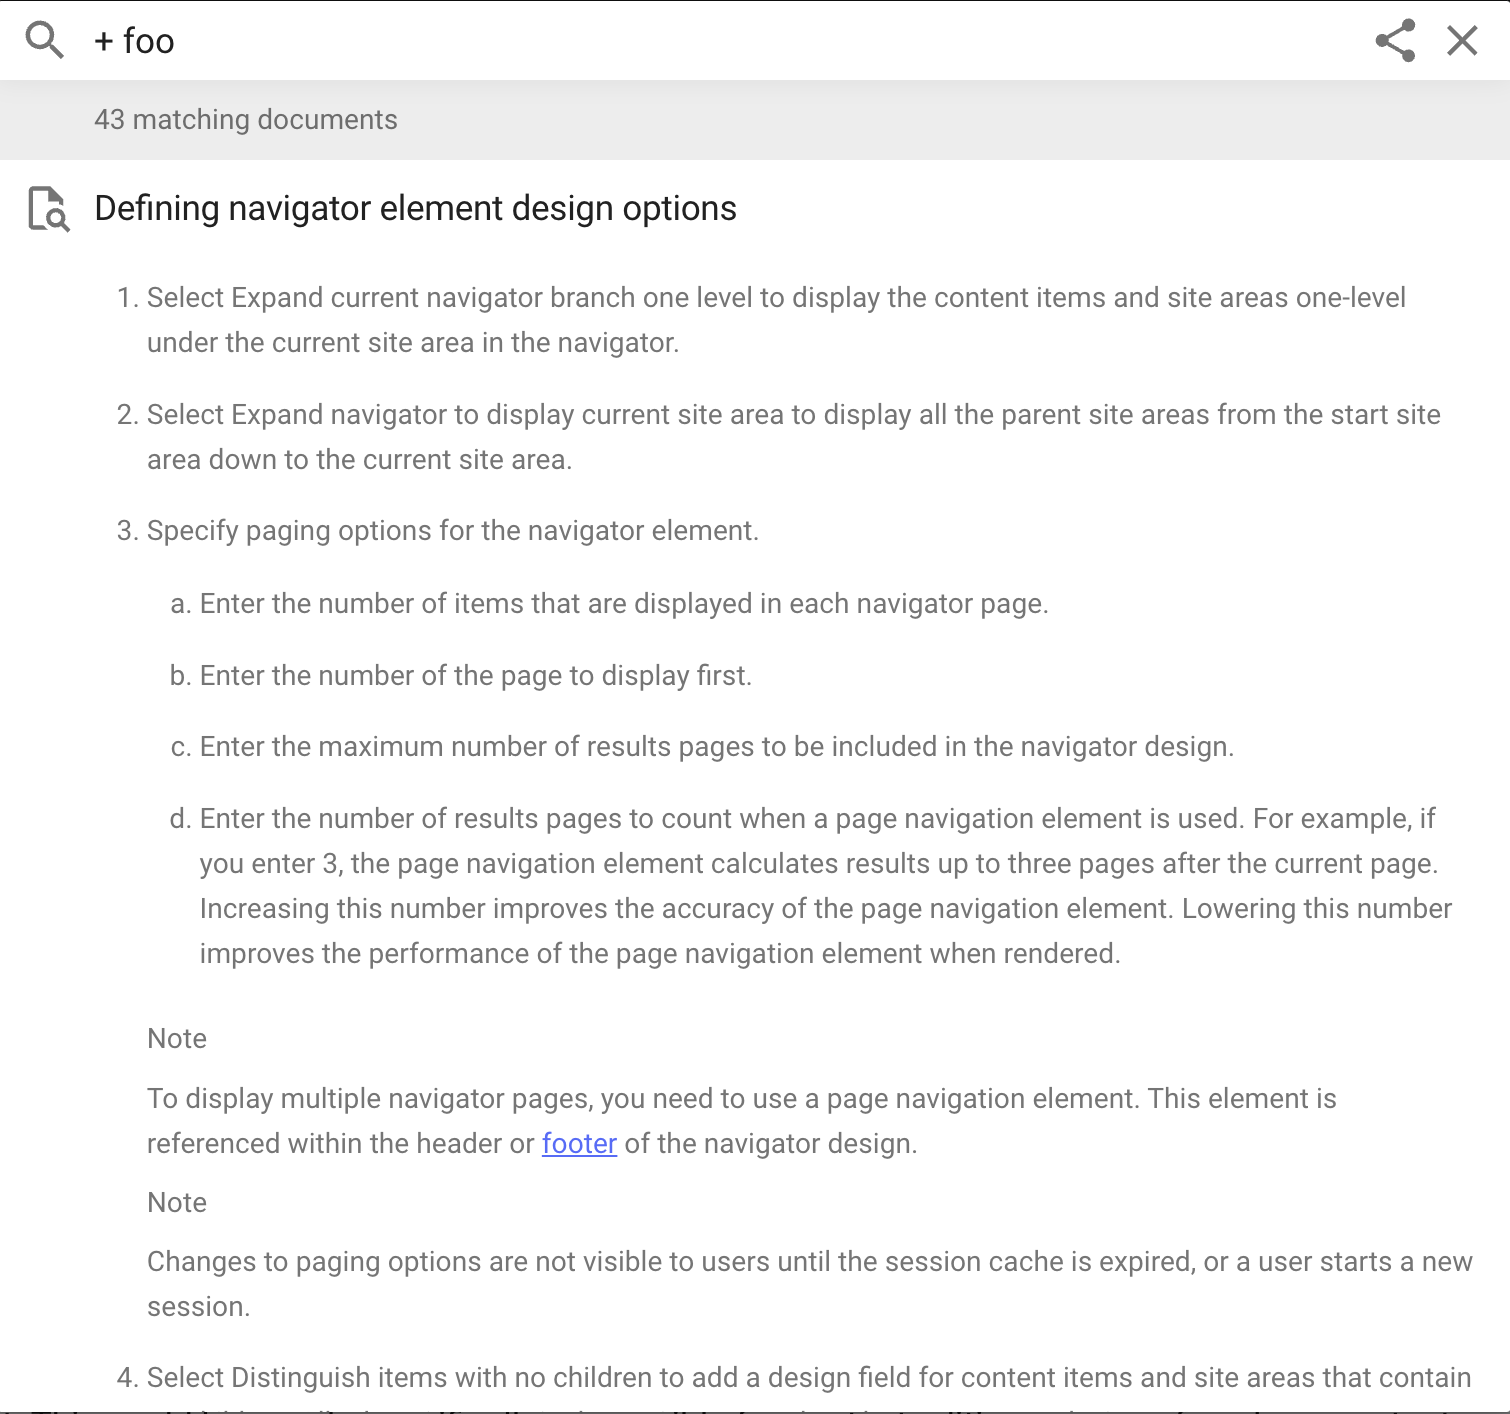 + foo
43 matching documents
Defining navigator element design options
1. Select Expand current navigator branch one level to display the content items and site areas one-level
under the current site area in the navigator.
2. Select Expand navigator to display current site area to display all the parent site areas from the start site
area down to the current site area.
3. Specify paging options for the navigator element.
a. Enter the number of items that are displayed in each navigator page.
b. Enter the number of the page to display first.
c. Enter the maximum number of results pages to be included in the navigator design.
d. Enter the number of results pages to count when a page navigation element is used. For example, if
you enter 3, the page navigation element calculates results up to three pages after the current page.
Increasing this number improves the accuracy of the page navigation element. Lowering this number
improves the performance of the page navigation element when rendered.
Note
To display multiple navigator pages, you need to use a page navigation element. This element is
referenced within the header or footer of the navigator design.
Note
Changes to paging options are not visible to users until the session cache is expired, or a user starts a new
session.
4. Select Distinguish items with no children to add a design field for content items and site areas that contain